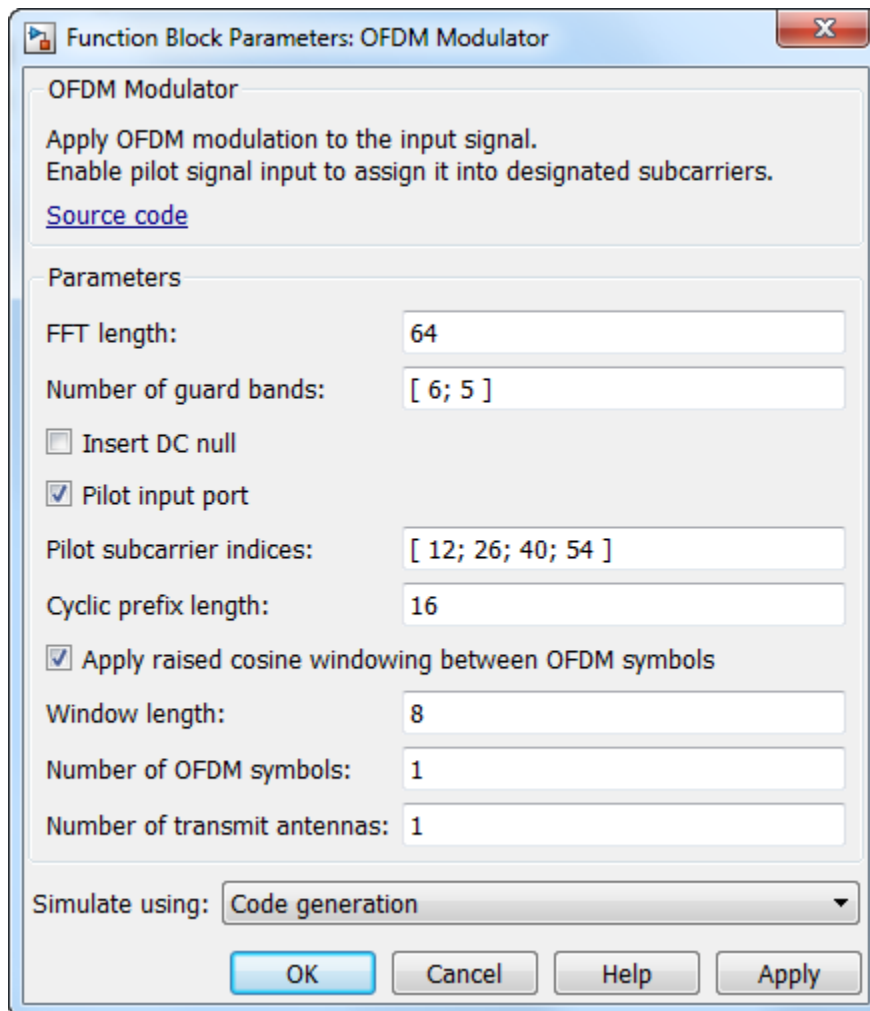 Function Block Parameters: OFDM Modulator
OFDM Modulator
Apply OFDM modulation to the input signal.
Enable pilot signal input to assign it into designated subcarriers.
Source code
Parameters
FFT length: 64
Number of guard bands: [ 6; 5 ]
Insert DC null
Pilot input port
Pilot subcarrier indices: [ 12; 26; 40; 54 ]
Cyclic prefix length: 16
Apply raised cosine windowing between OFDM symbols
Window length: 8
Number of OFDM symbols: 1
Number of transmit antennas: 1
Simulate using: Code generation
OK Cancel Help Apply